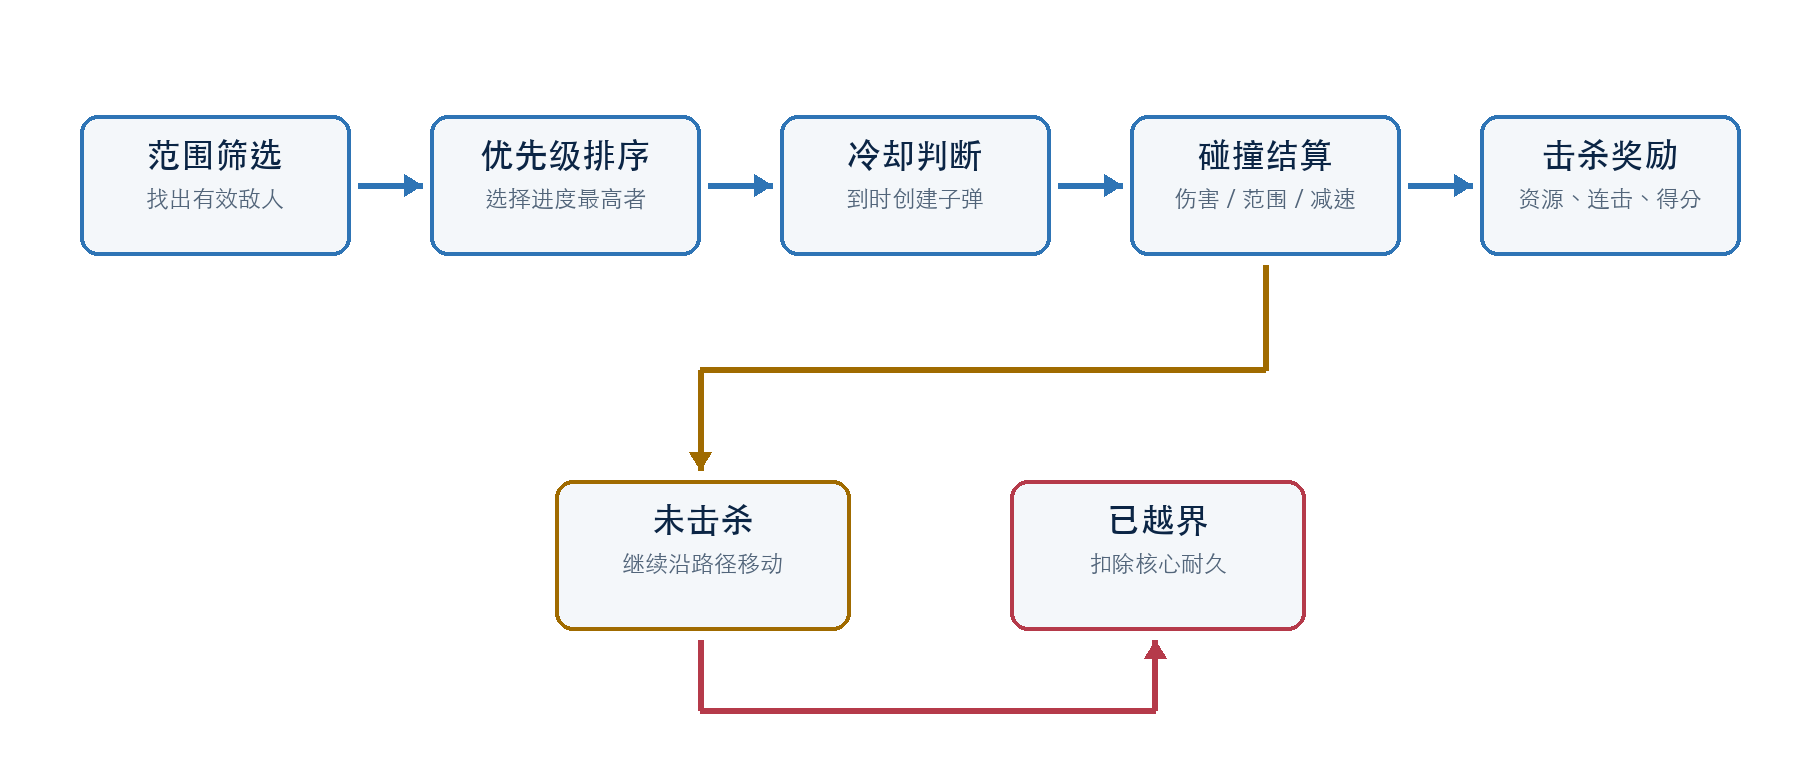 范围筛选
找出有效敌人
优先级排序
选择进度最高者
冷却判断
到时创建子弹
碰撞结算
伤害 / 范围 / 减速
击杀奖励
资源、连击、得分
未击杀
继续沿路径移动
已越界
扣除核心耐久